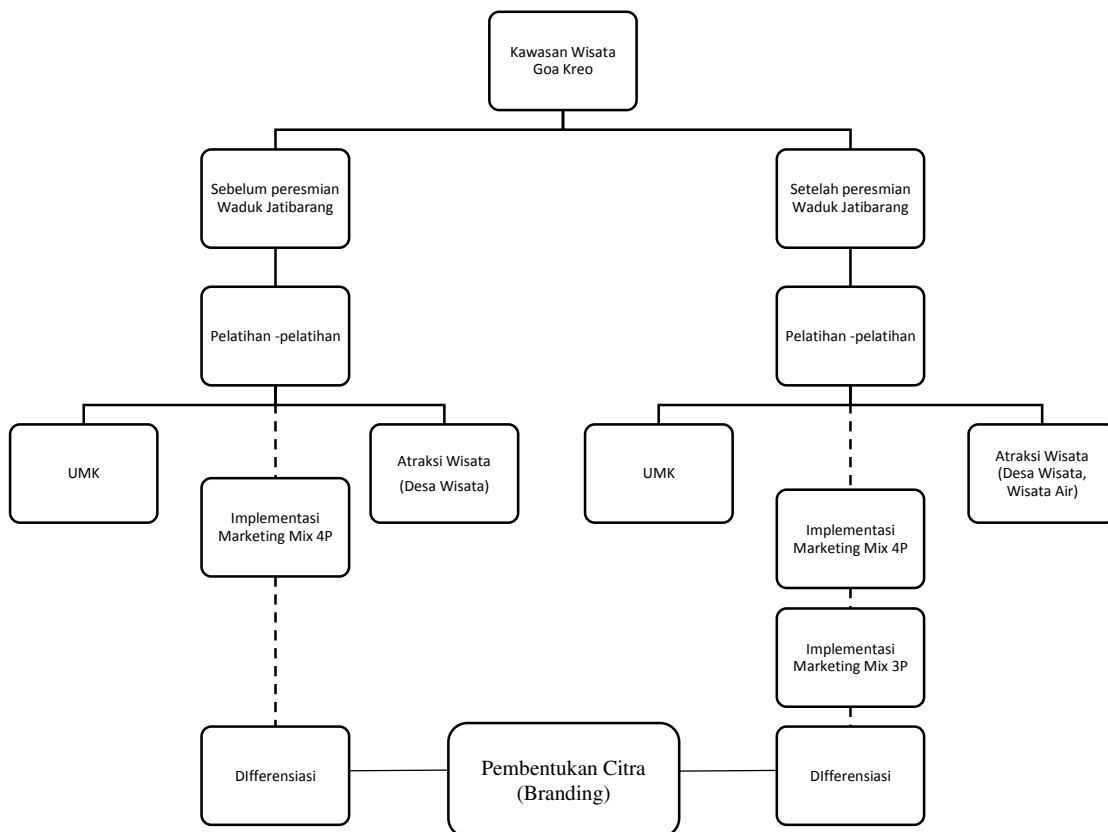 Kawasan Wisata
Goa Kreo
Sebelum peresmian
Waduk Jatibarang
Setelah peresmian
Waduk Jatibarang
Pelatihan -pelatihan
Pelatihan -pelatihan
UMK
Atraksi Wisata
(Desa Wisata)
UMK
Atraksi Wisata
(Desa Wisata,
Wisata Air)
Implementasi
Marketing Mix 4P
Implementasi
Marketing Mix 4P
Implementasi
Marketing Mix 3P
DIfferensiasi
Pembentukan Citra
(Branding)
DIfferensiasi